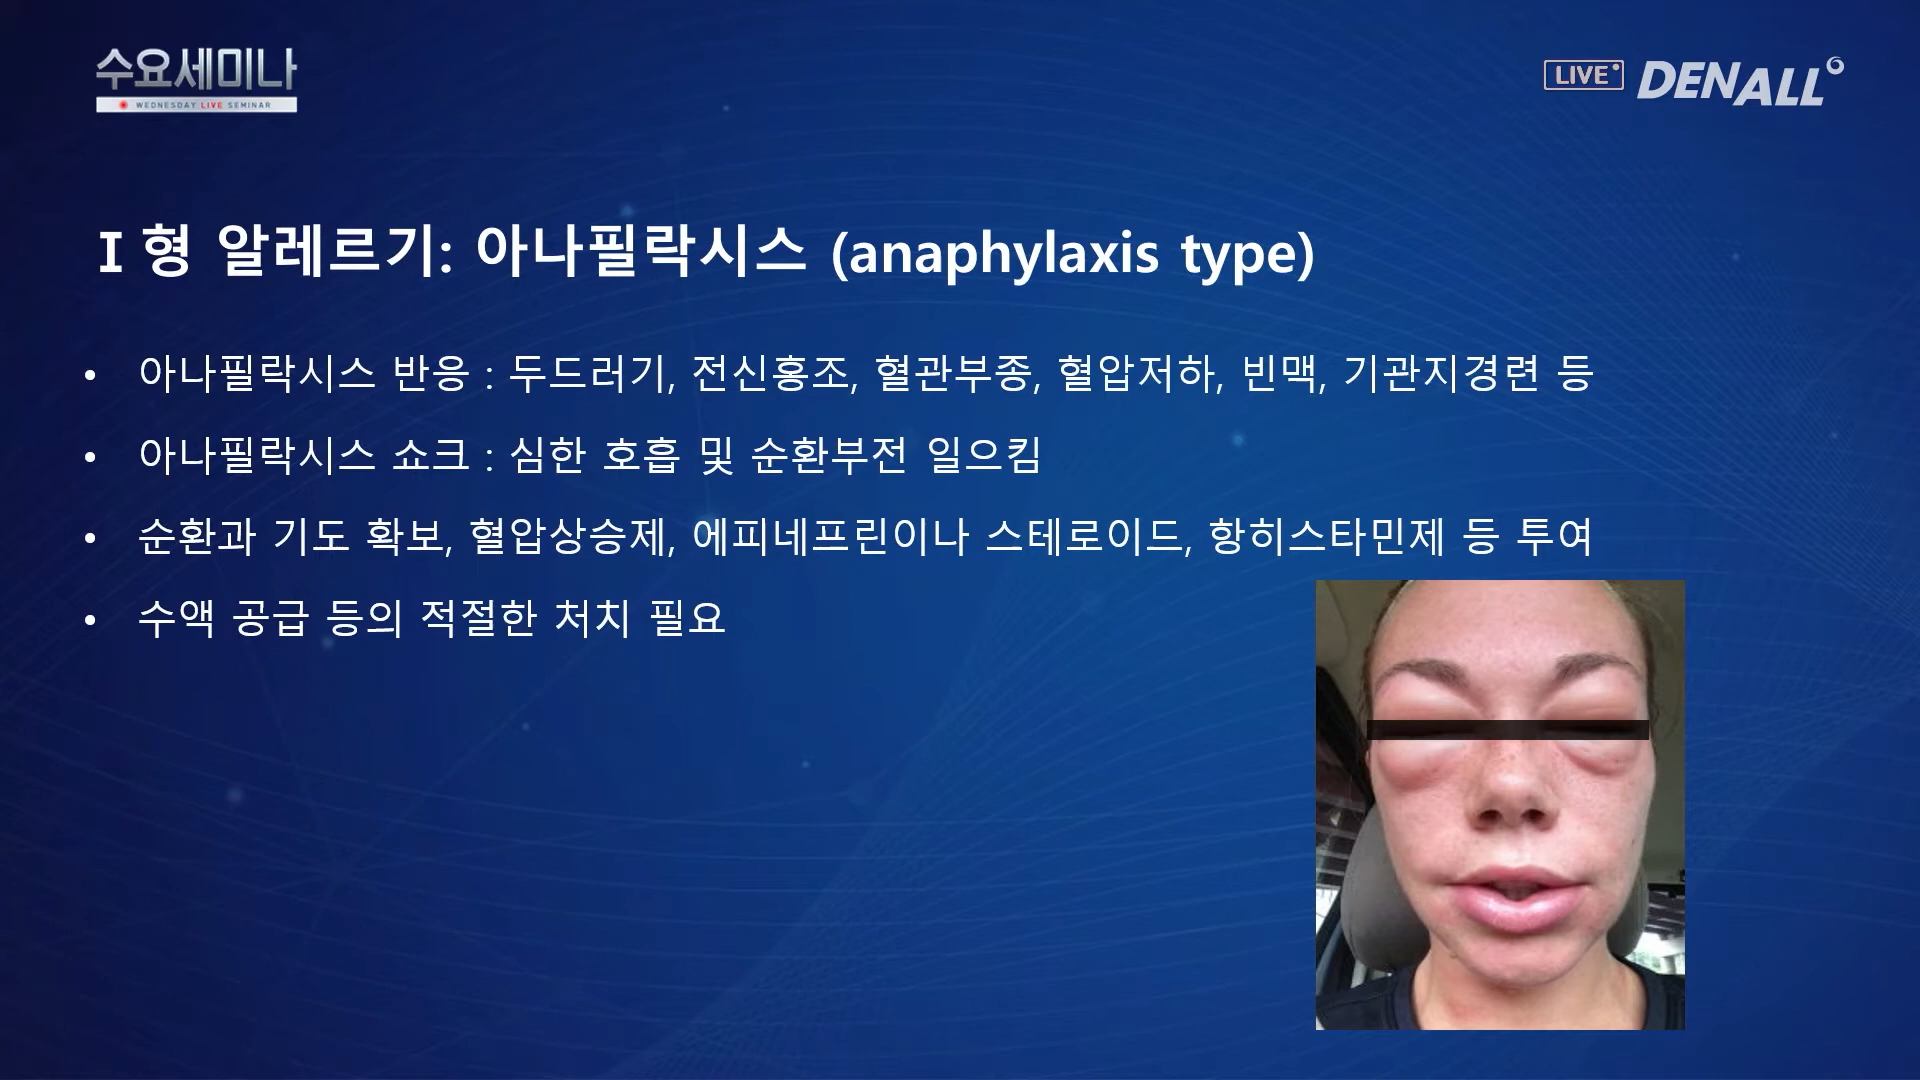 수요세미나
WEDNESDAY LIVE SEMINAR
LIVE DENALL
I 형 알레르기: 아나필락시스 (anaphylaxis type)
• 아나필락시스 반응 : 두드러기, 전신홍조, 혈관부종, 혈압저하, 빈맥, 기관지경련 등
• 아나필락시스 쇼크 : 심한 호흡 및 순환부전 일으킴
• 순환과 기도 확보, 혈압상승제, 에피네프린이나 스테로이드, 항히스타민제 등 투여
• 수액 공급 등의 적절한 처치 필요